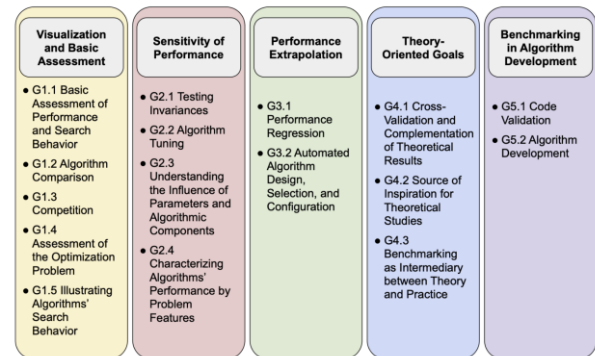 Visualization
and Basic
Assessment
● G1.1 Basic
Assessment of
Performance
and Search
Behavior
● G1.2 Algorithm
Comparison
● G1.3
Competition
● G1.4
Assessment of
the Optimization
Problem
● G1.5 Illustrating
Algorithms'
Search
Behavior
Sensitivity of
Performance
● G2.1 Testing
Invariances
● G2.2 Algorithm
Tuning
● G2.3
Understanding
the Influence of
Parameters and
Algorithmic
Components
● G2.4
Characterizing
Algorithms'
Performance by
Problem
Features
Performance
Extrapolation
● G3.1
Performance
Regression
● G3.2 Automated
Algorithm
Design,
Selection, and
Configuration
Theory-
Oriented Goals
● G4.1 Cross-
Validation and
Complementation
of Theoretical
Results
● G4.2 Source of
Inspiration for
Theoretical
Studies
● G4.3
Benchmarking
as Intermediary
between Theory
and Practice
Benchmarking
in Algorithm
Development
● G5.1 Code
Validation
● G5.2 Algorithm
Development